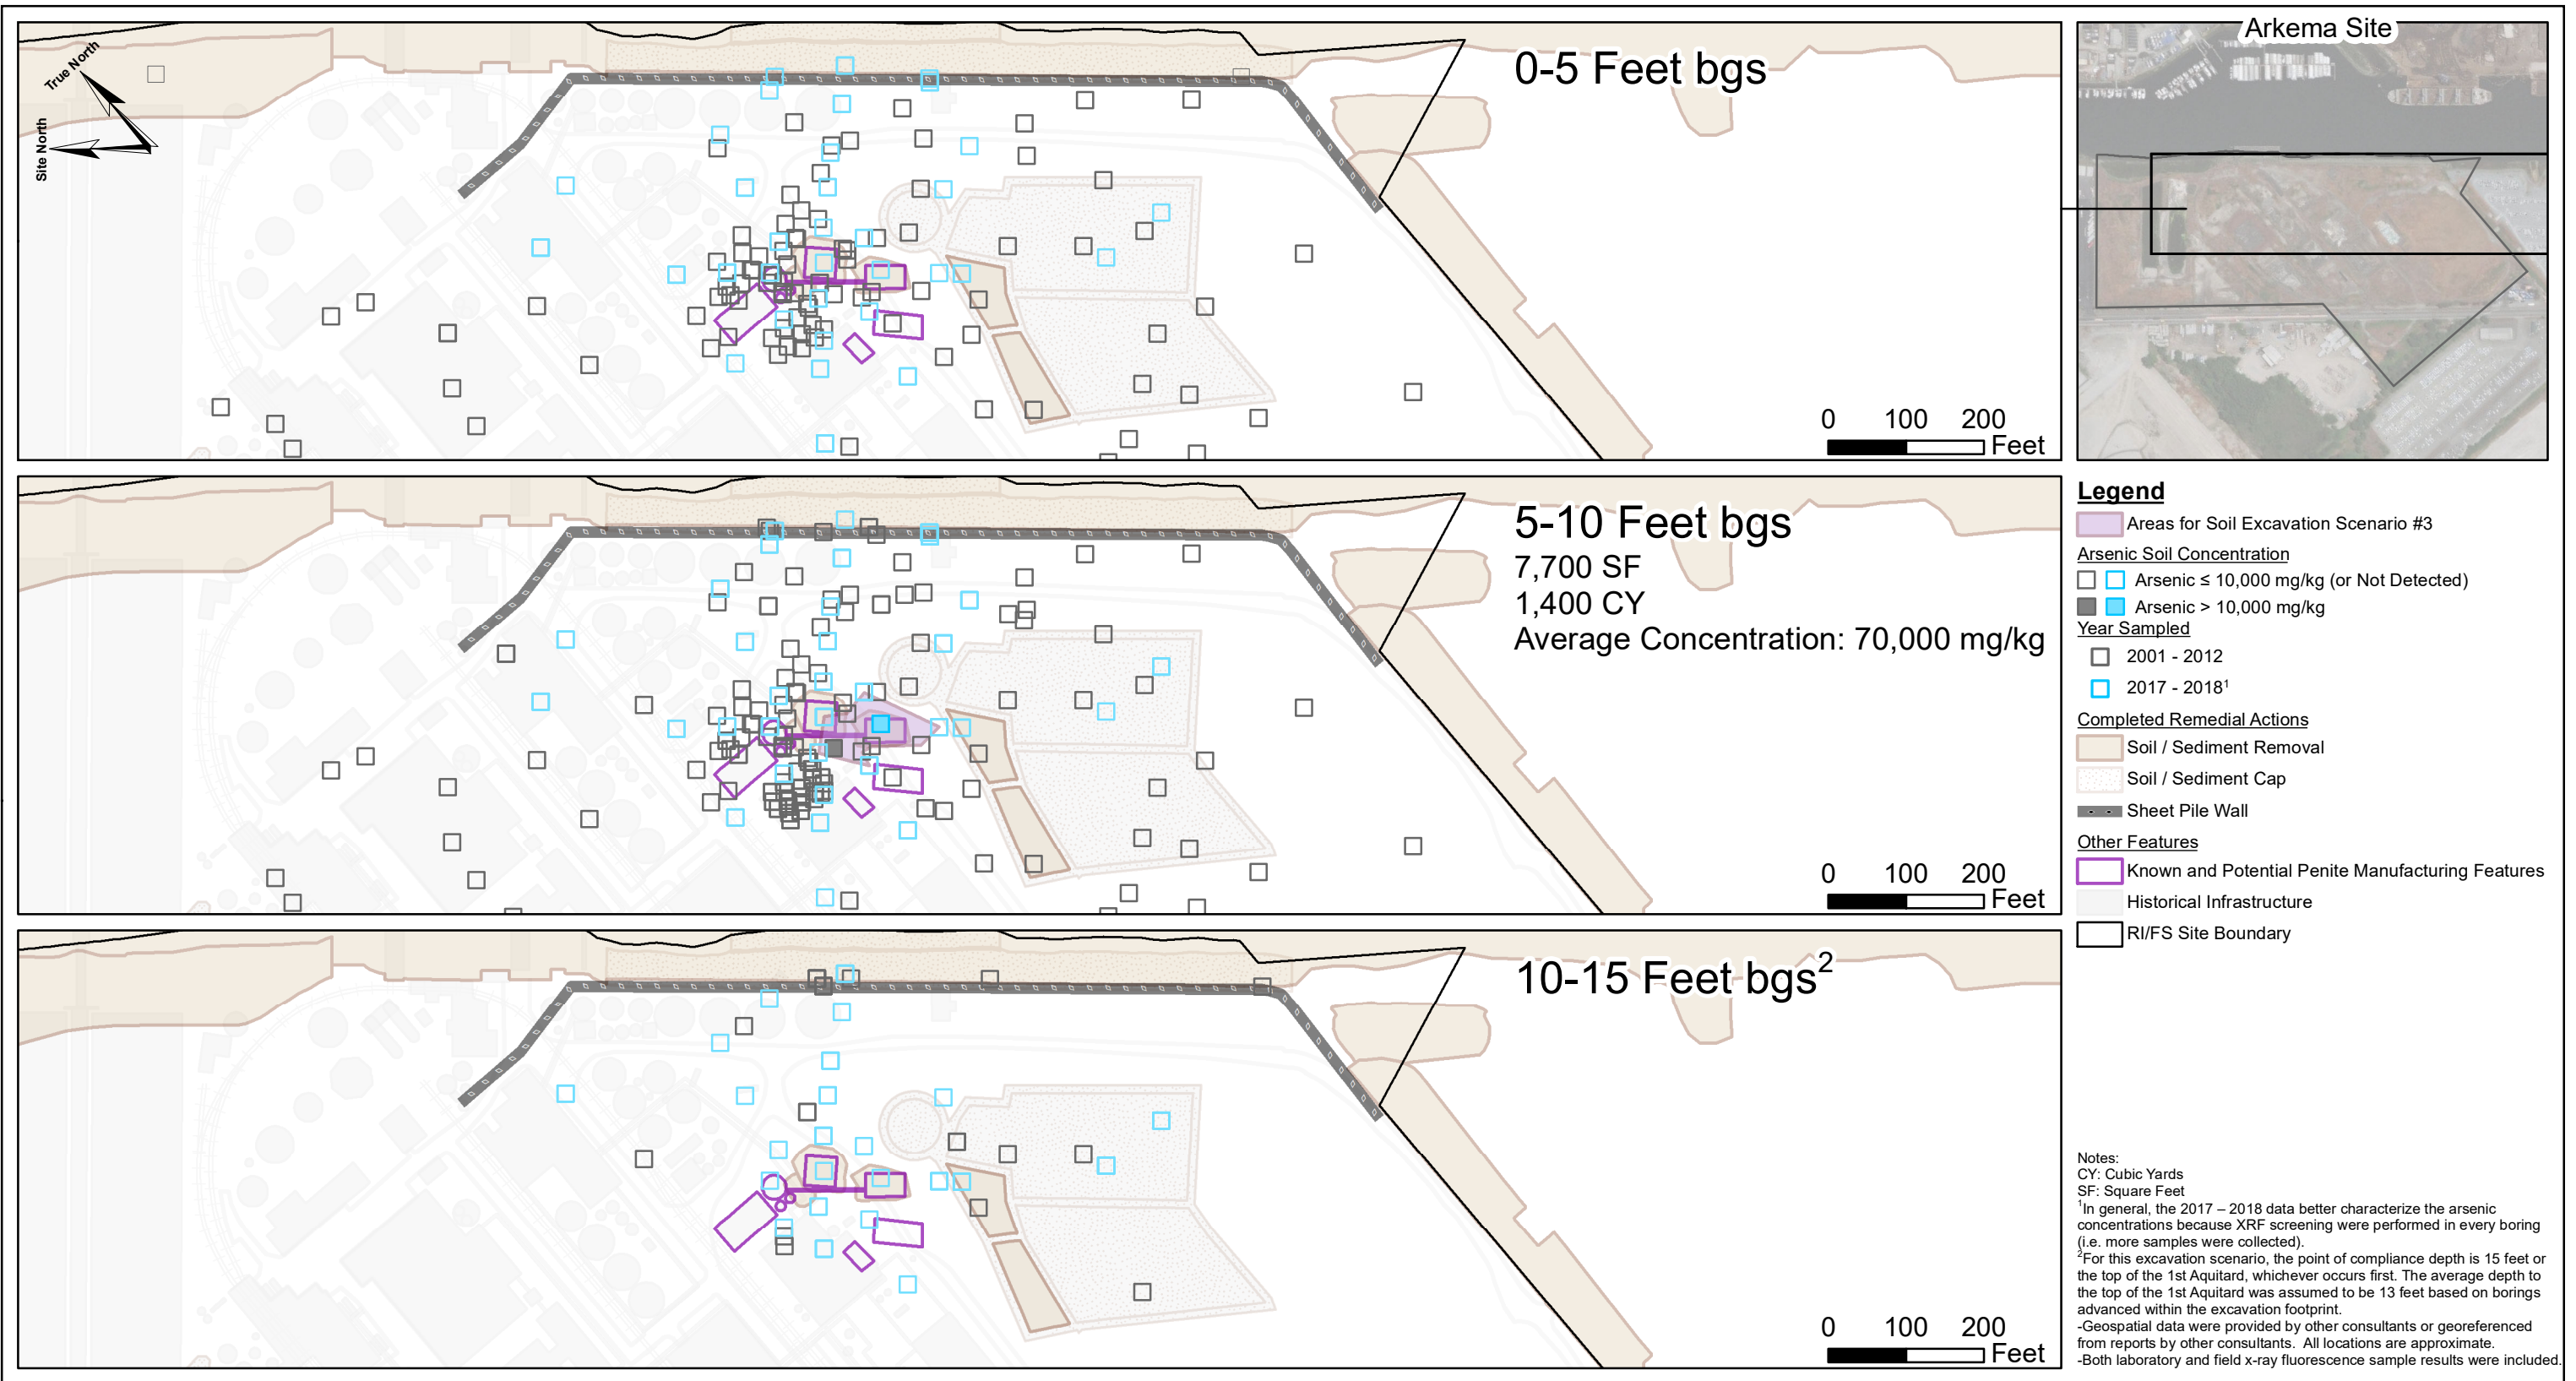 True North
Site North
0-5 Feet bgs
0 100 200
Feet
Arkema Site
5-10 Feet bgs
7,700 SF
1,400 CY
Average Concentration: 70,000 mg/kg
0 100 200
Feet
10-15 Feet bgs²
0 100 200
Feet
Legend
Areas for Soil Excavation Scenario #3
Arsenic Soil Concentration
Arsenic ≤ 10,000 mg/kg (or Not Detected)
Arsenic > 10,000 mg/kg
Year Sampled
2001 - 2012
2017 - 2018¹
Completed Remedial Actions
Soil / Sediment Removal
Soil / Sediment Cap
Sheet Pile Wall
Other Features
Known and Potential Penite Manufacturing Features
Historical Infrastructure
RI/FS Site Boundary
Notes:
CY: Cubic Yards
SF: Square Feet
¹In general, the 2017 – 2018 data better characterize the arsenic
concentrations because XRF screening were performed in every boring
(i.e. more samples were collected).
²For this excavation scenario, the point of compliance depth is 15 feet or
the top of the 1st Aquitard, whichever occurs first. The average depth to
the top of the 1st Aquitard was assumed to be 13 feet based on borings
advanced within the excavation footprint.
-Geospatial data were provided by other consultants or georeferenced
from reports by other consultants. All locations are approximate.
-Both laboratory and field x-ray fluorescence sample results were included.